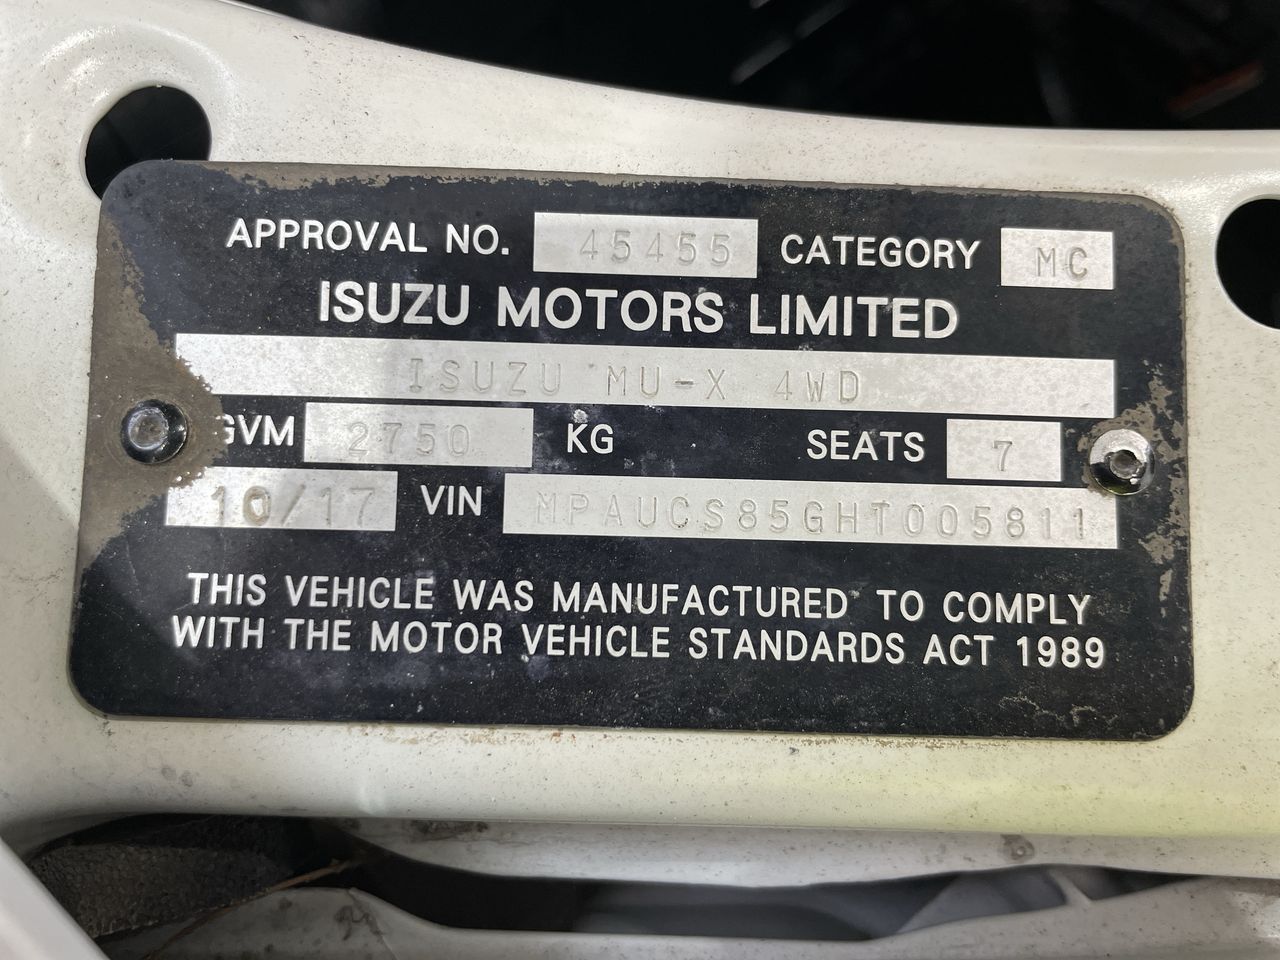 APPROVAL NO. 45455 CATEGORY MC
ISUZU MOTORS LIMITED
ISUZU MU-X 4WD
GVM 2750 KG SEATS 7
10/17 VIN MPAUCS85GHT005811
THIS VEHICLE WAS MANUFACTURED TO COMPLY
WITH THE MOTOR VEHICLE STANDARDS ACT 1989